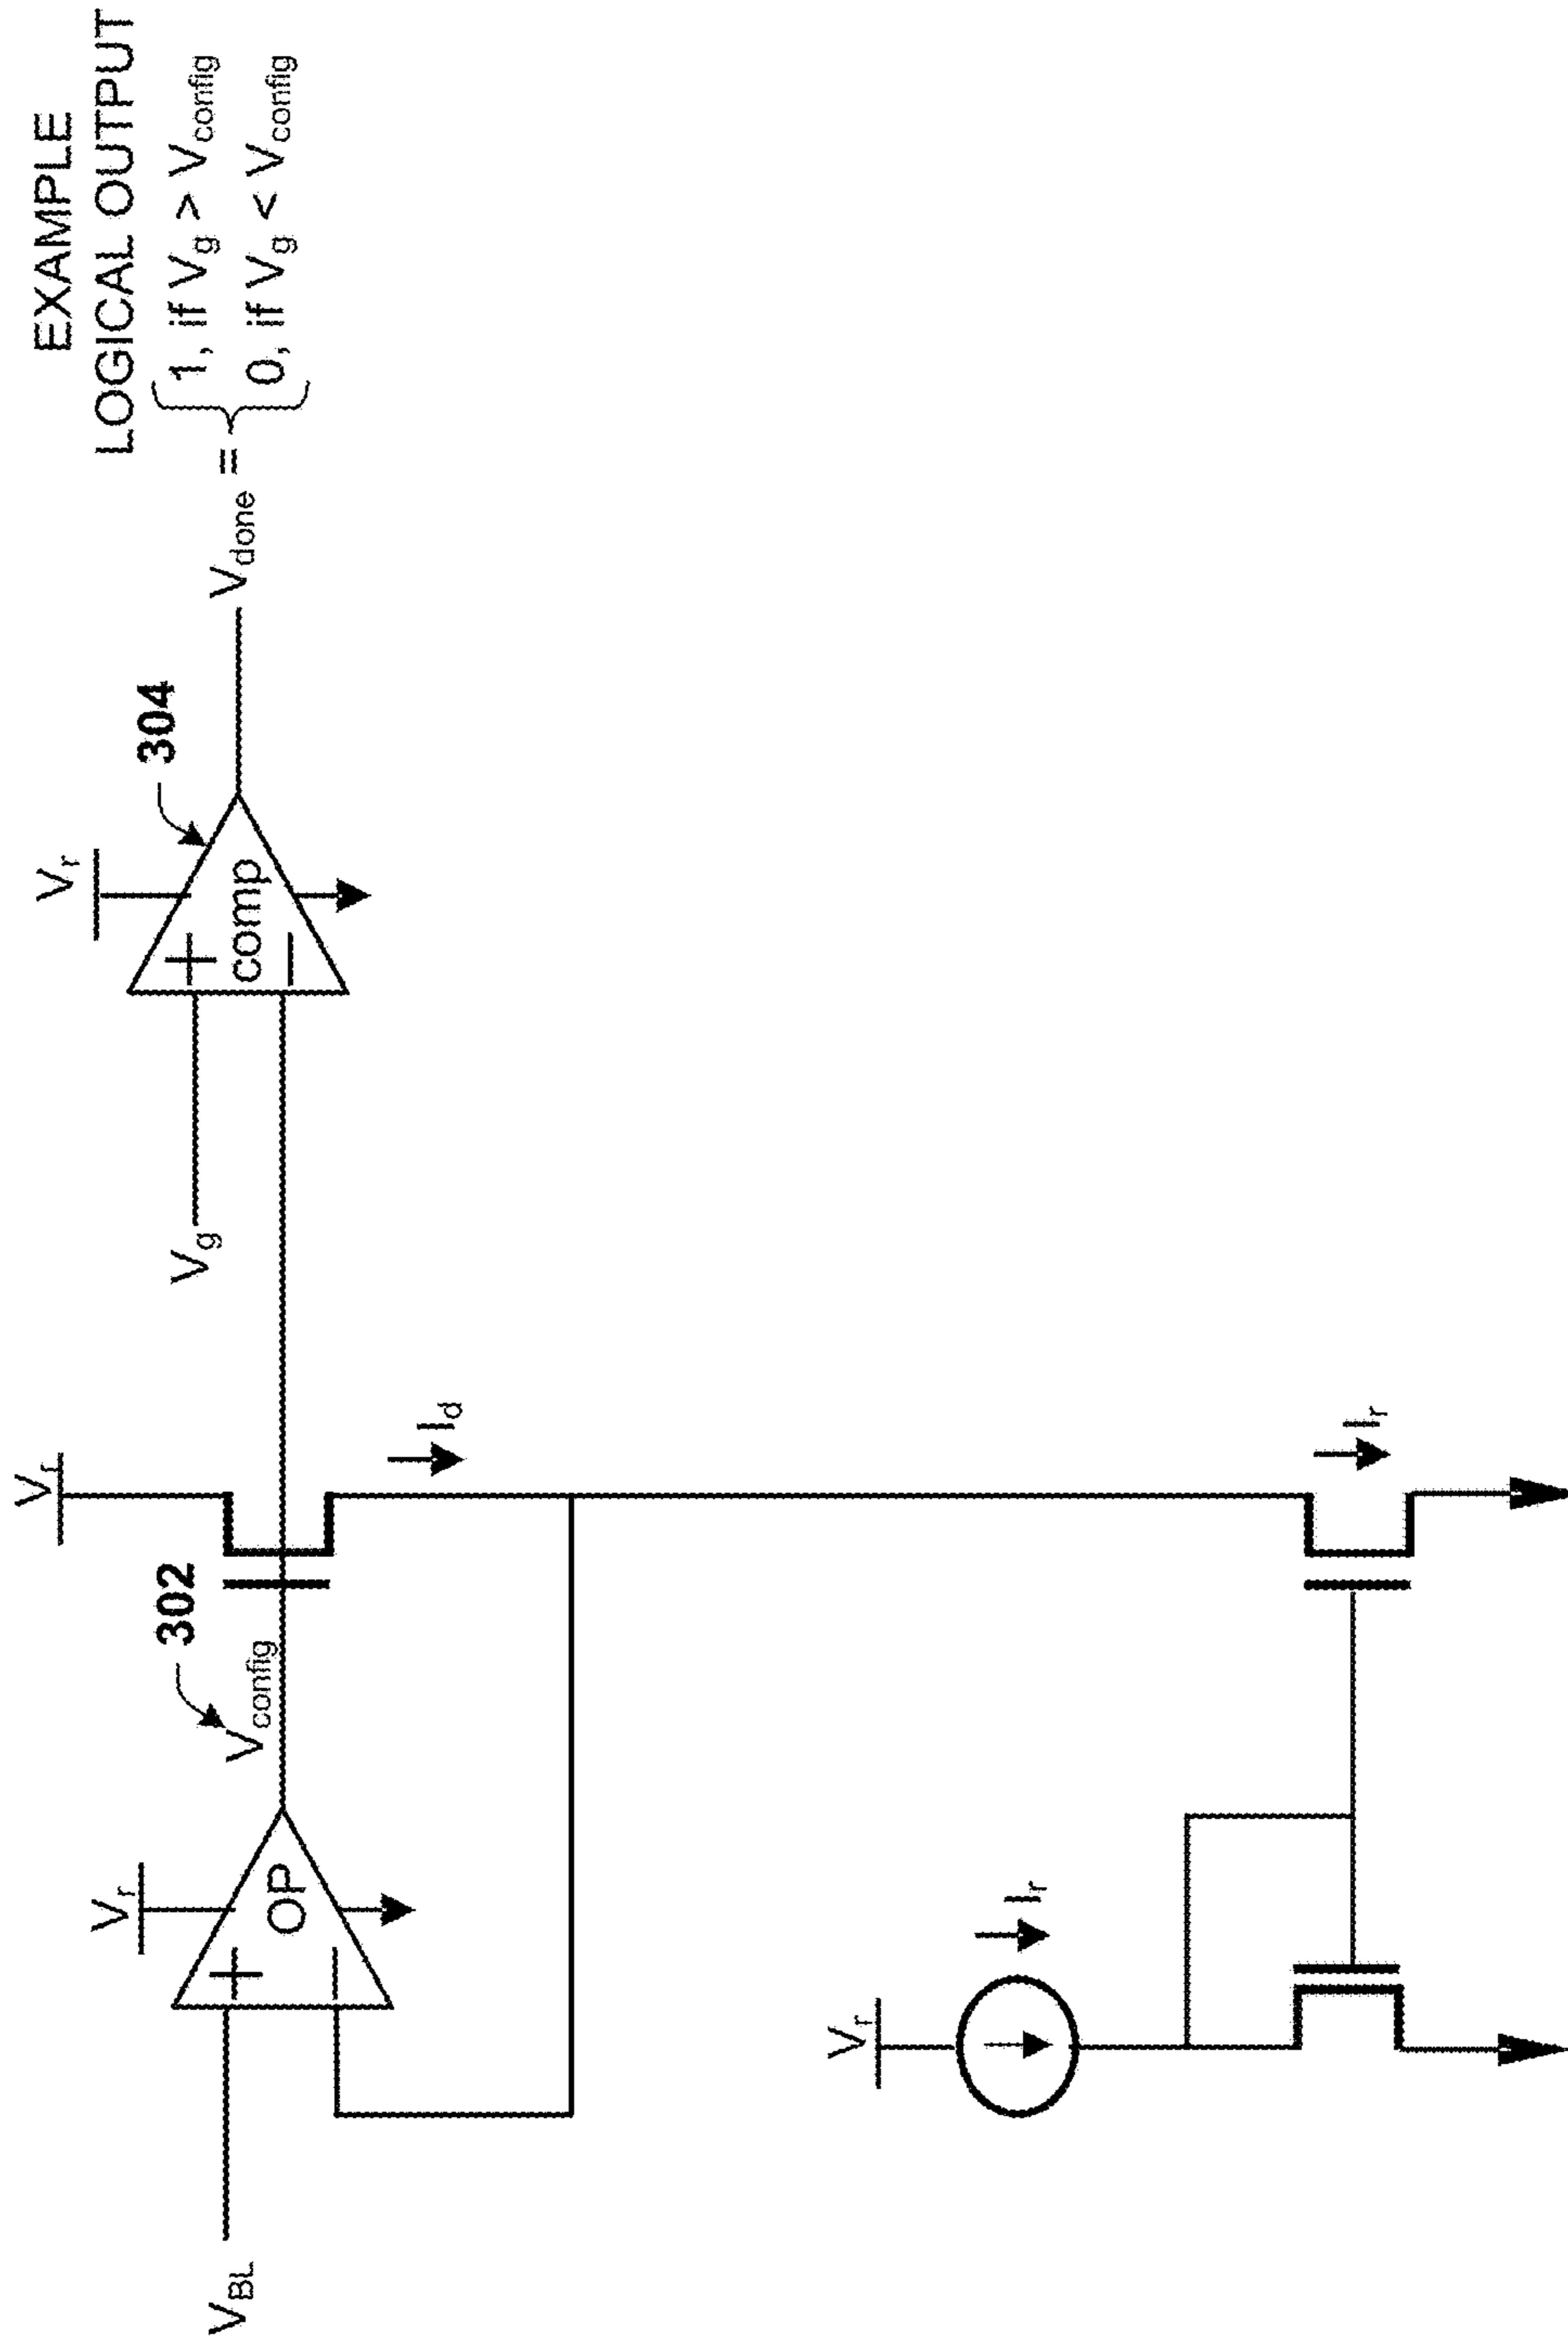 EXAMPLE
LOGICAL OUTPUT
1, if Vg > Vconfig
Vdone =
0, if Vg < Vconfig
Vr
Vr
Vr
304
302
Vconfig
Vg
+
comp
−
+
OP
−
VBL
Id
Vr
Ir
Ir